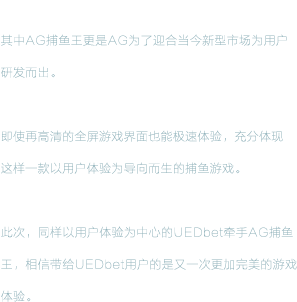 其中AG捕鱼王更是AG为了迎合当今新型市场为用户
研发而出。
即使再高清的全屏游戏界面也能极速体验，充分体现
这样一款以用户体验为导向而生的捕鱼游戏。
此次，同样以用户体验为中心的UEDbet牵手AG捕鱼
王，相信带给UEDbet用户的是又一次更加完美的游戏
体验。